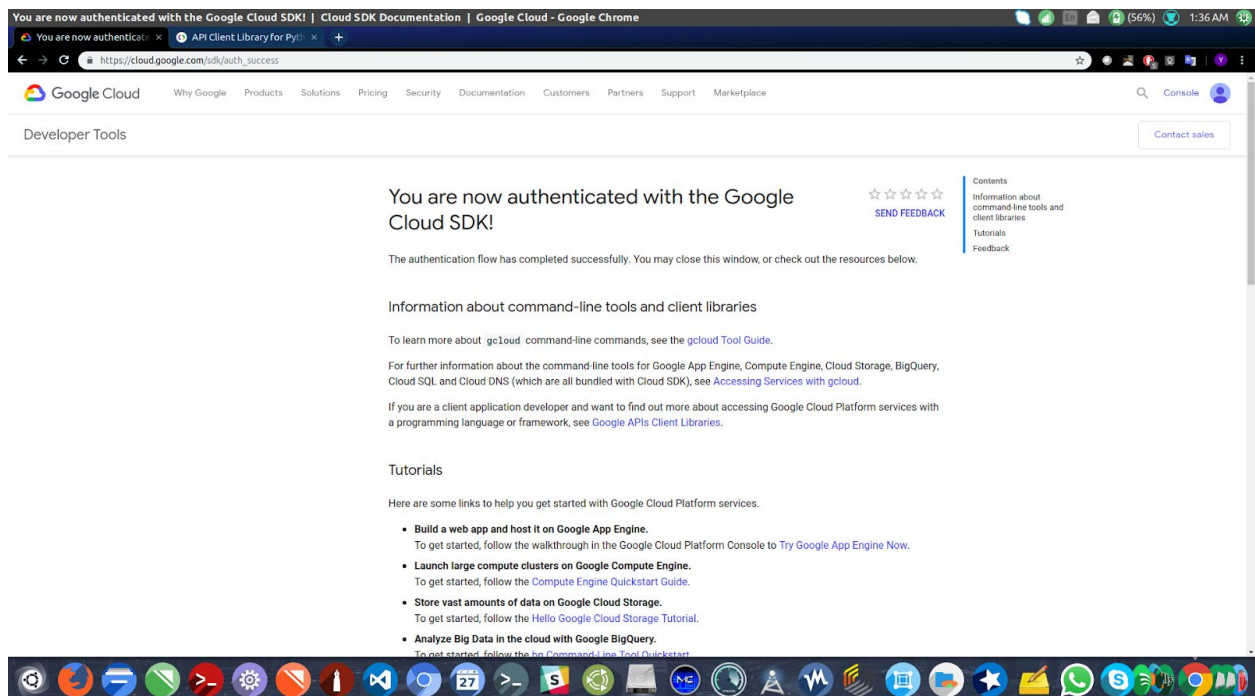 You are now authenticated with the Google Cloud SDK! | Cloud SDK Documentation | Google Cloud - Google Chrome
En
(56%)
1:36 AM
You are now authenticate
API Client Library for Pyth
https://cloud.google.com/sdk/auth_success
Y
Google Cloud
Why Google
Products
Solutions
Pricing
Security
Documentation
Customers
Partners
Support
Marketplace
Console
Developer Tools
Contact sales
You are now authenticated with the Google
Cloud SDK!
SEND FEEDBACK
The authentication flow has completed successfully. You may close this window, or check out the resources below.
Contents
Information about
command-line tools and
client libraries
Tutorials
Feedback
Information about command-line tools and client libraries
To learn more about gcloud command-line commands, see the gcloud Tool Guide.
For further information about the command-line tools for Google App Engine, Compute Engine, Cloud Storage, BigQuery,
Cloud SQL and Cloud DNS (which are all bundled with Cloud SDK), see Accessing Services with gcloud.
If you are a client application developer and want to find out more about accessing Google Cloud Platform services with
a programming language or framework, see Google APIs Client Libraries.
Tutorials
Here are some links to help you get started with Google Cloud Platform services.
Build a web app and host it on Google App Engine.
To get started, follow the walkthrough in the Google Cloud Platform Console to Try Google App Engine Now.
Launch large compute clusters on Google Compute Engine.
To get started, follow the Compute Engine Quickstart Guide.
Store vast amounts of data on Google Cloud Storage.
To get started, follow the Hello Google Cloud Storage Tutorial.
Analyze Big Data in the cloud with Google BigQuery.
To get started, follow the bq Command-Line Tool Quickstart.
27
S
MC